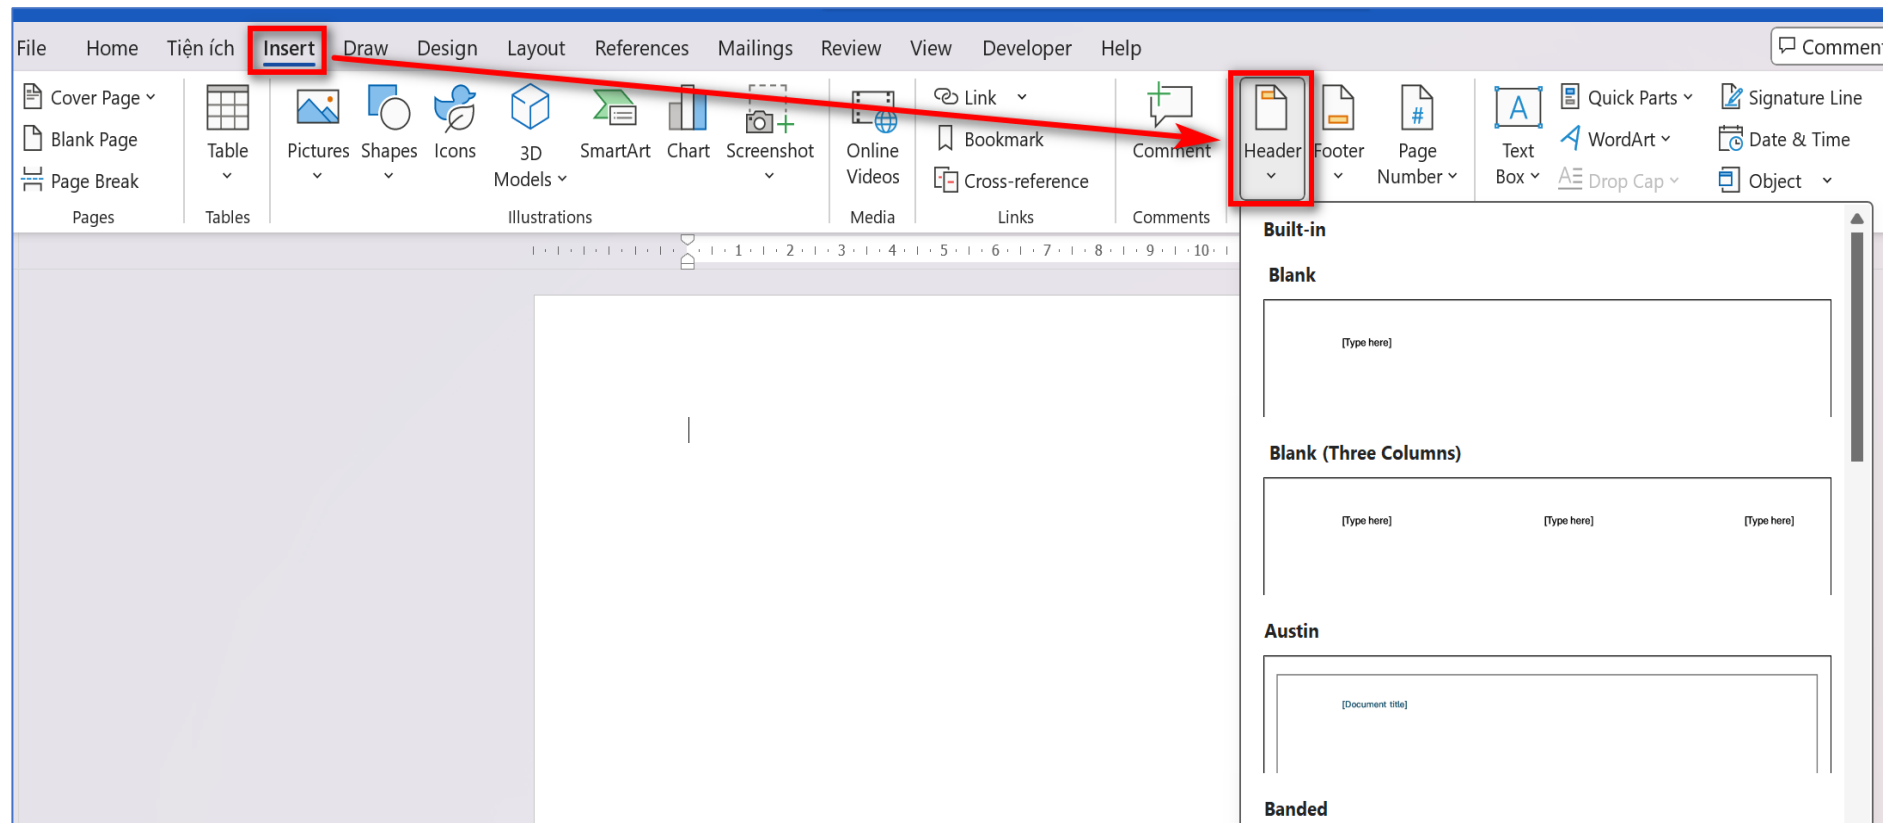 File Home Tiện ích Insert Draw Design Layout References Mailings Review View Developer Help
Cover Page
Blank Page
Page Break
Pages
Table
Tables
Pictures Shapes Icons 3D Models SmartArt Chart Screenshot
Illustrations
Online Videos
Media
Link
Bookmark
Cross-reference
Links
Comment
Comments
Header Footer Page Number
Text Box
Quick Parts
WordArt
Drop Cap
Signature Line
Date & Time
Object
1 2 3 4 5 6 7 8 9 10
Built-in
Blank
[Type here]
Blank (Three Columns)
[Type here] [Type here] [Type here]
Austin
[Document title]
Banded